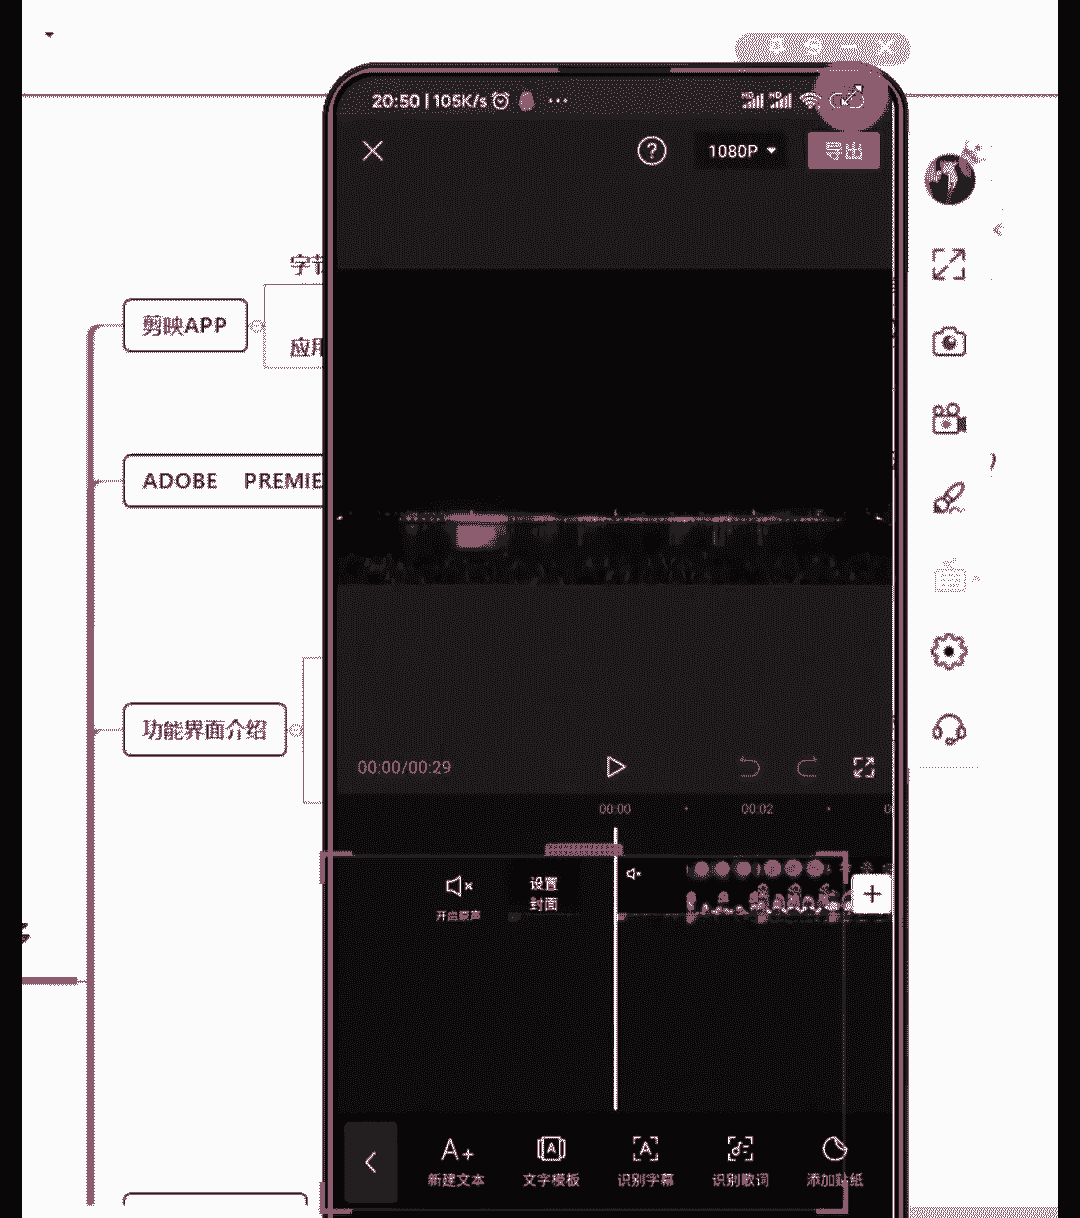 20:50 | 105K/s
1080P
导出
字节
剪映APP
应用
ADOBE PREMIE
功能界面介绍
00:00/00:29
00:00
00:02
设置
封面
开启原声
新建文本
文字模板
识别字幕
识别歌词
添加贴纸